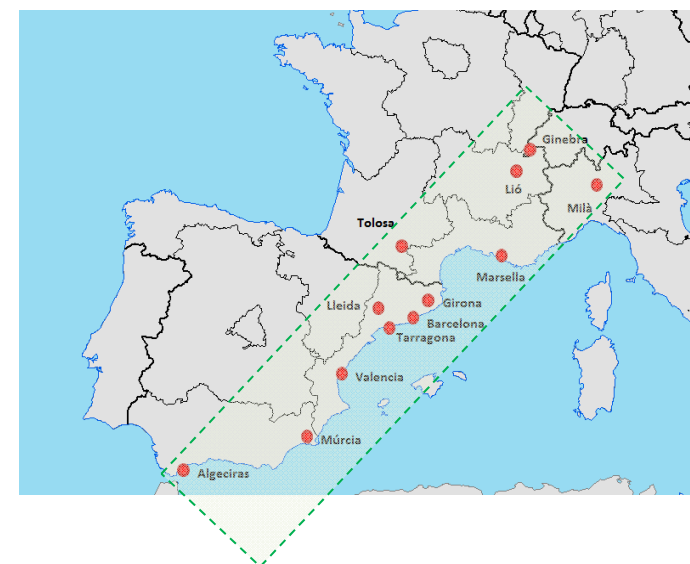 Ginebra
Lió
Milà
Tolosa
Marsella
Lleida
Girona
Barcelona
Tarragona
Valencia
Múrcia
Algeciras